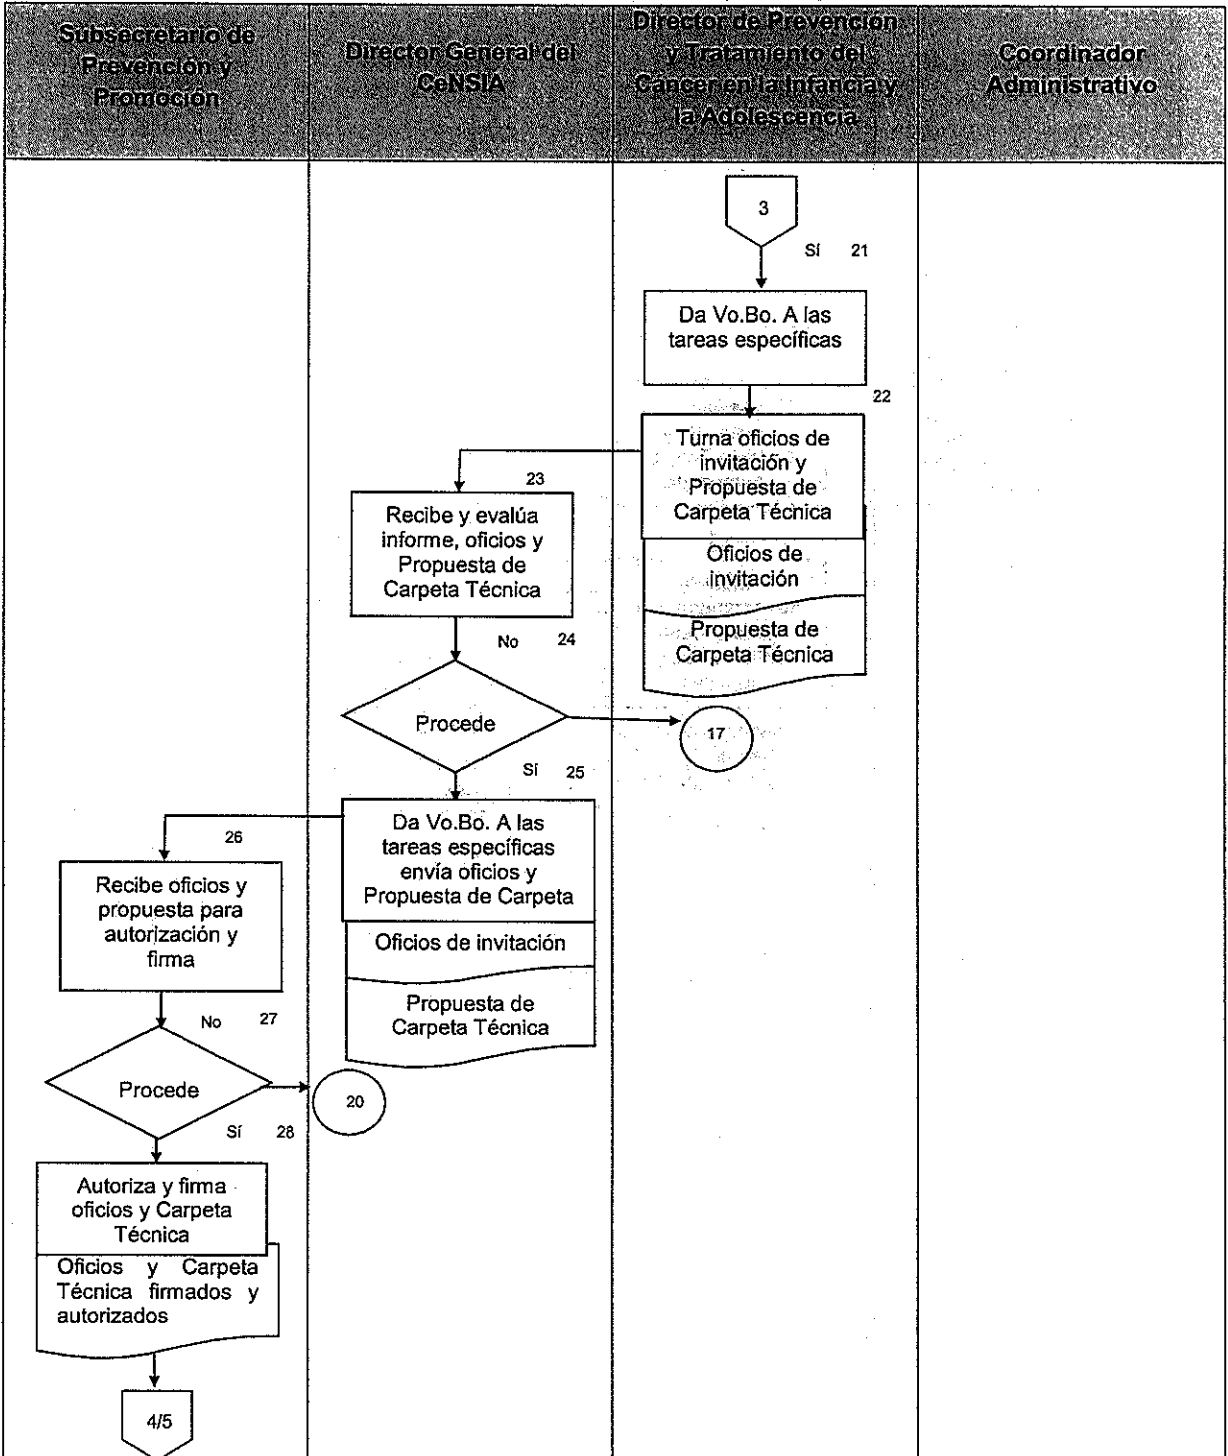 Subsecretario de
Prevención y
Promoción
Director General del
CeNSIA
Director de Prevención
y Tratamiento del
Cáncer en la Infancia y
la Adolescencia
Coordinador
Administrativo
3
Sí 21
Da Vo.Bo. A las
tareas específicas
22
Turna oficios de
invitación y
Propuesta de
Carpeta Técnica
Oficios de
invitación
Propuesta de
Carpeta Técnica
23
Recibe y evalúa
informe, oficios y
Propuesta de
Carpeta Técnica
No 24
Procede
17
Sí 25
Da Vo.Bo. A las
tareas específicas
envía oficios y
Propuesta de Carpeta
Oficios de invitación
Propuesta de
Carpeta Técnica
26
Recibe oficios y
propuesta para
autorización y
firma
No 27
Procede
20
Sí 28
Autoriza y firma
oficios y Carpeta
Técnica
Oficios y Carpeta
Técnica firmados y
autorizados
4/5